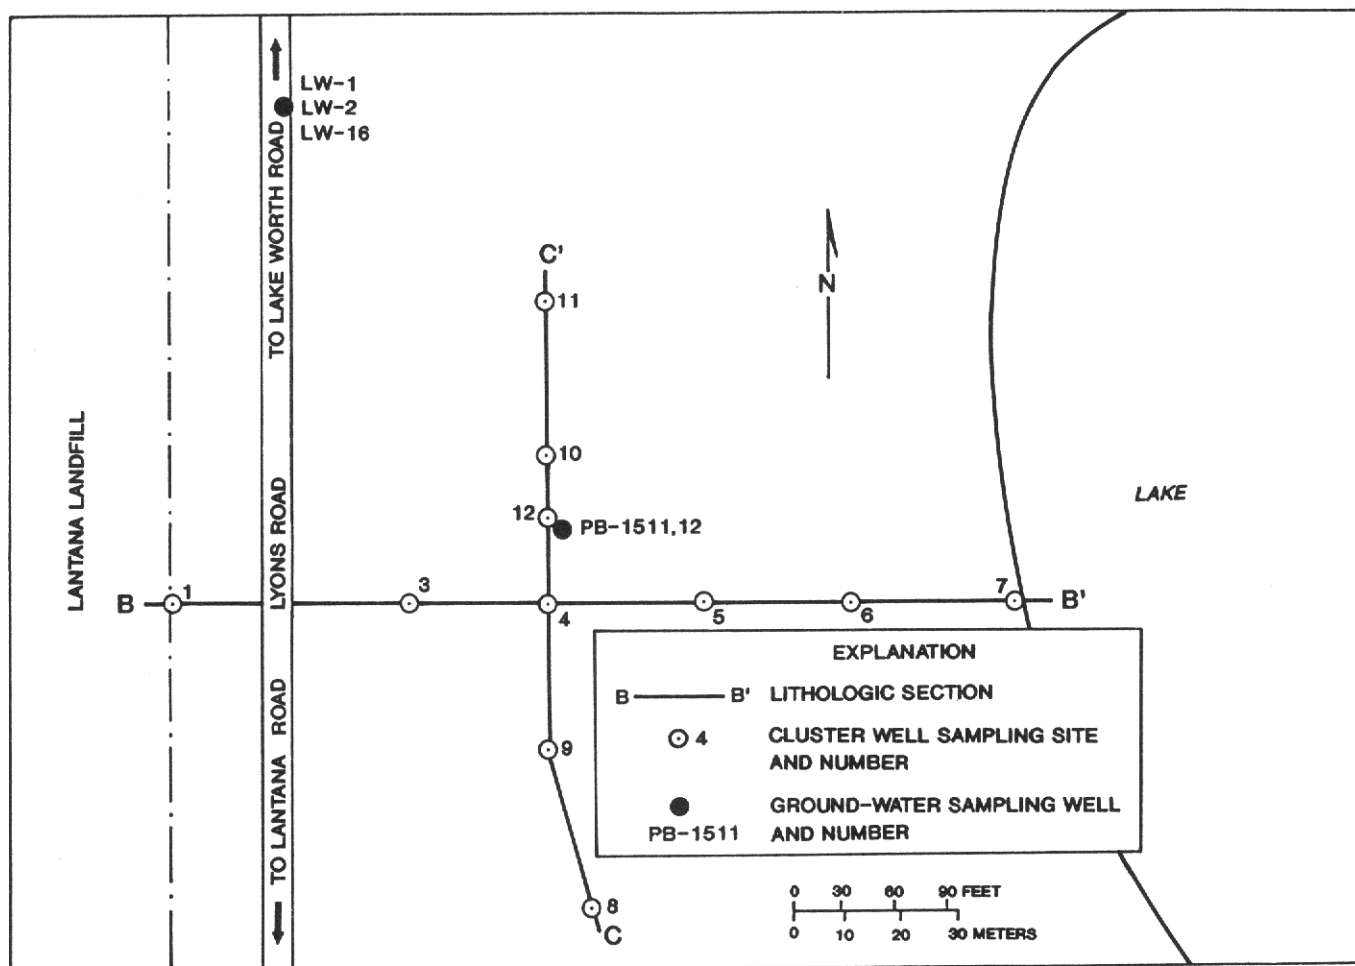 LW-1
LW-2
LW-16
TO LAKE WORTH ROAD
C'
11
N
10
LANTANA LANDFILL
LYONS ROAD
LAKE
12
PB-1511,12
B
1
3
4
5
6
7
B'
TO LANTANA ROAD
9
8
C
EXPLANATION
B B' LITHOLOGIC SECTION
4 CLUSTER WELL SAMPLING SITE
AND NUMBER
GROUND-WATER SAMPLING WELL
PB-1511 AND NUMBER
0 30 60 90 FEET
0 10 20 30 METERS